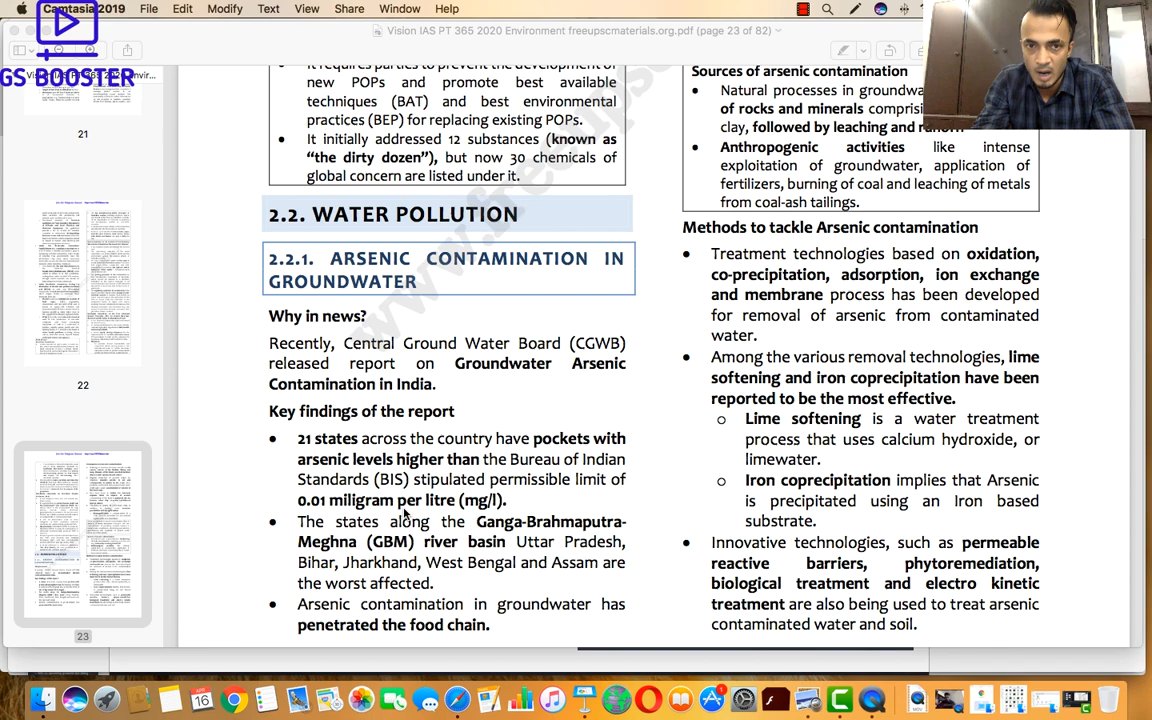 Camtasia 2019 File Edit Modify Text View Share Window Help
Vision IAS PT 365 2020 Environment freeupscmaterials.org.pdf (page 23 of 82)
GS BOOSTER
21
22
23
It requires parties to prevent the development of
new POPs and promote best available
techniques (BAT) and best environmental
practices (BEP) for replacing existing POPs.
It initially addressed 12 substances (known as
“the dirty dozen”), but now 30 chemicals of
global concern are listed under it.
2.2. WATER POLLUTION
2.2.1. ARSENIC CONTAMINATION IN
GROUNDWATER
Why in news?
Recently, Central Ground Water Board (CGWB)
released report on Groundwater Arsenic
Contamination in India.
Key findings of the report
21 states across the country have pockets with
arsenic levels higher than the Bureau of Indian
Standards (BIS) stipulated permissible limit of
0.01 miligram per litre (mg/l).
The states along the Ganga-Brahmaputra-
Meghna (GBM) river basin Uttar Pradesh,
Bihar, Jharkhand, West Bengal and Assam are
the worst affected.
Arsenic contamination in groundwater has
penetrated the food chain.
Sources of arsenic contamination
Natural processes in
of rocks and minerals
clay, followed by leaching and
Anthropogenic activities like intense
exploitation of groundwater, application of
fertilizers, burning of coal and leaching of metals
from coal-ash tailings.
Methods to tackle Arsenic contamination
Treatment technologies based on oxidation,
co-precipitation, adsorption, ion exchange
and membrane process has been developed
for removal of arsenic from contaminated
water.
Among the various removal technologies, lime
softening and iron coprecipitation have been
reported to be the most effective.
Lime softening is a water treatment
process that uses calcium hydroxide, or
limewater.
Iron coprecipitation implies that Arsenic
is precipitated using an Iron based
substrate.
Innovative technologies, such as permeable
reactive barriers, phytoremediation,
biological treatment and electro kinetic
treatment are also being used to treat arsenic
contaminated water and soil.